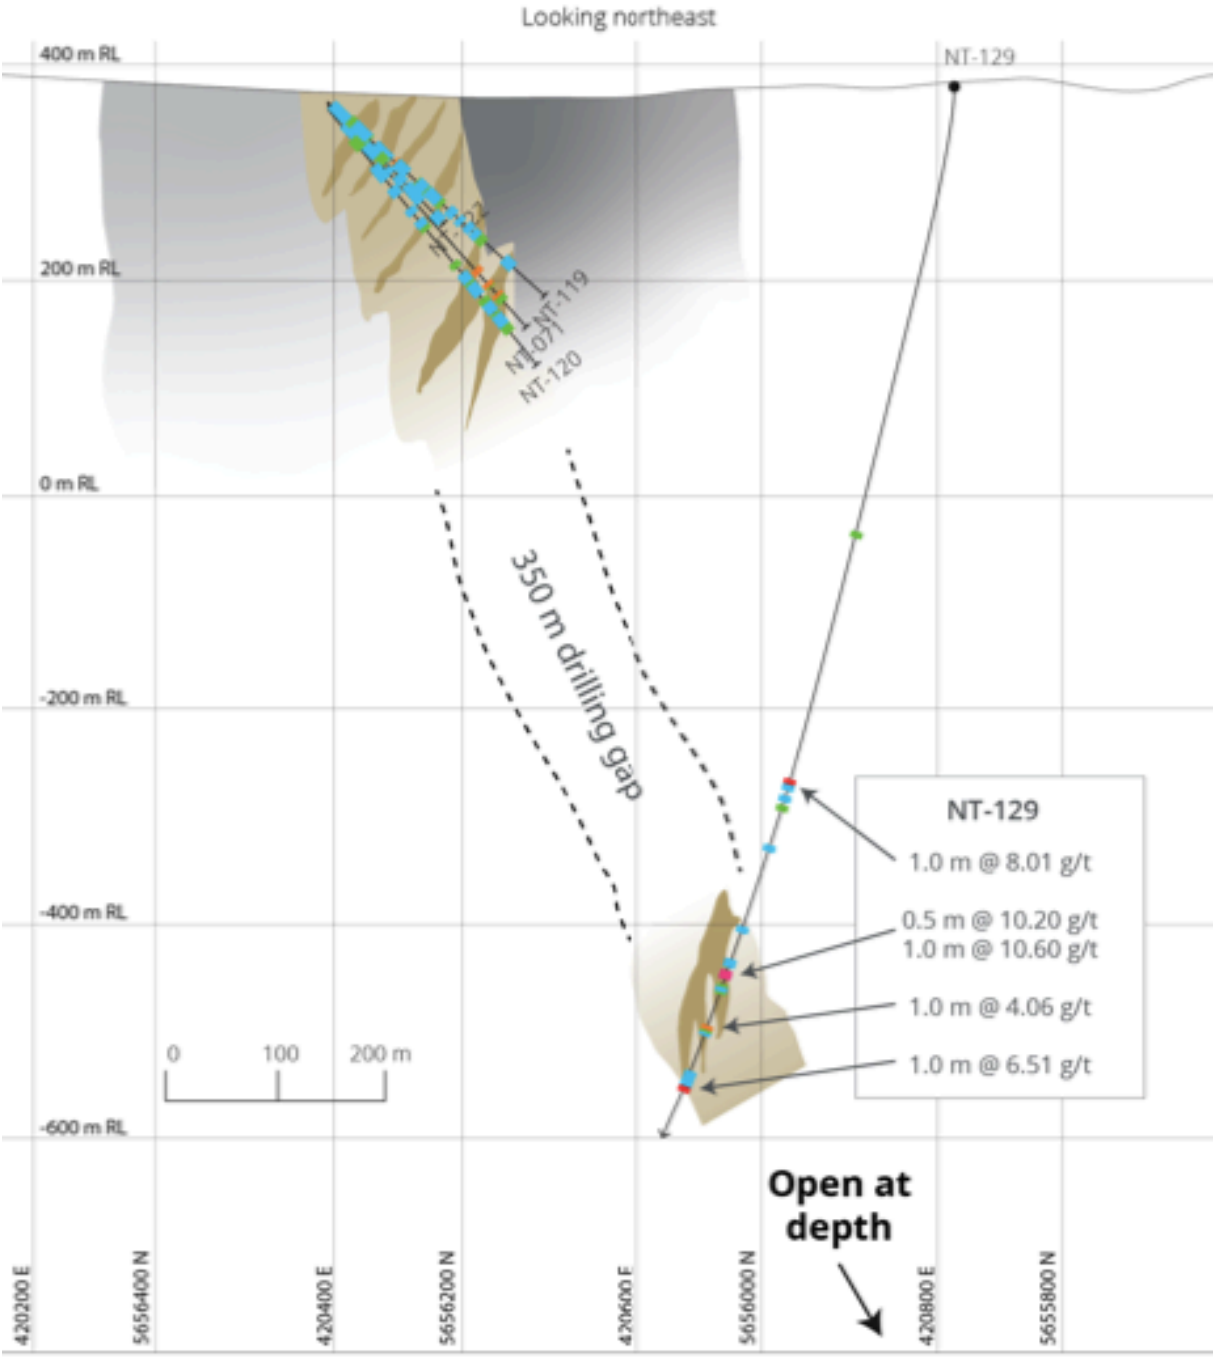 Looking northeast
400 m RL
NT-129
200 m RL
NT-119
NT-071
NT-120
0 m RL
350 m drilling gap
-200 m RL
NT-129
1.0 m @ 8.01 g/t
-400 m RL
0.5 m @ 10.20 g/t
1.0 m @ 10.60 g/t
1.0 m @ 4.06 g/t
0 100 200 m
1.0 m @ 6.51 g/t
-600 m RL
Open at
depth
420200 E
5656400 N
420400 E
5656200 N
420600 E
5656000 N
420800 E
5655800 N